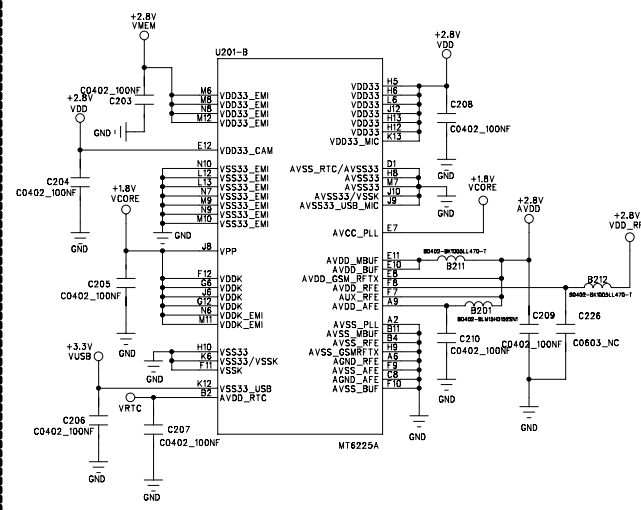 +2.8V
VMEM
U201-B
+2.8V
VDD
C0402_100NF
C203
GND
+2.8V
VDD
M6
M8
N8
M12
VDD33_EMI
VDD33_EMI
VDD33_EMI
VDD33_EMI
E12
VDD33_CAM
H5
H6
L6
J12
H13
H12
K13
VDD33
VDD33
VDD33
VDD33
VDD33
VDD33
VDD33_MIC
C208
C0402_100NF
GND
C204
C0402_100NF
GND
+1.8V
VCORE
N10
L12
L13
N7
M9
N9
M10
VSS33_EMI
VSS33_EMI
VSS33_EMI
VSS33_EMI
VSS33_EMI
VSS33_EMI
VSS33_EMI
GND
D1
H8
M7
J10
J9
AVSS_RTC/AVSS33
AVSS33
AVSS33
AVSS33/VSSK
AVSS33_USB_MIC
GND
+1.8V
VCORE
E7
AVCC_PLL
+2.8V
AVDD
+2.8V
VDD_RF
J8
VPP
C205
C0402_100NF
GND
F12
G6
J6
G12
N6
M11
VDDK
VDDK
VDDK
VDDK
VDDK_EMI
VDDK_EMI
E11
E10
E8
F8
F7
A9
AVDD_MBUF
AVDD_BUF
AVDD_GSM_RFTX
AVDD_RFE
AUX_RFE
AVDD_AFE
B0402-BK1005LL470-T
B211
B212
B0402-BK1005LL470-T
B201
C209
C0402_100NF
C226
C0603_NC
C210
C0402_100NF
GND
GND
+3.3V
VUSB
GND
H10
K6
F11
VSS33
VSS33/VSSK
VSSK
K12
VSS33_USB
B2
AVDD_RTC
VRTC
A2
B11
B4
H9
A6
F9
C8
F10
AVSS_PLL
AVSS_MBUF
AVSS_RFE
AVSS_GSMRFTX
AGND_RFE
AVSS_AFE
AGND_AFE
AVSS_BUF
GND
C206
C0402_100NF
GND
C207
C0402_100NF
GND
MT6225A